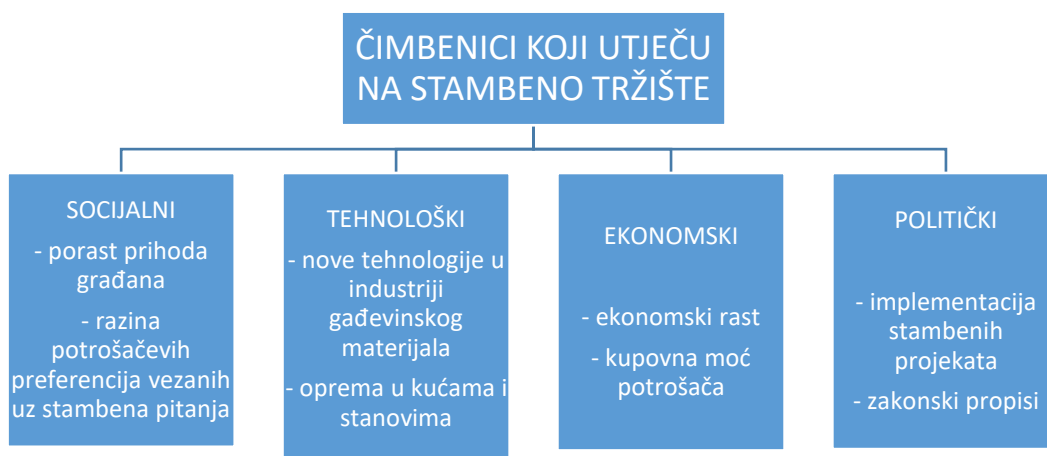 ČIMBENICI KOJI UTJEČU
NA STAMBENO TRŽIŠTE
SOCIJALNI
- porast prihoda
građana
- razina
potrošačevih
preferencija vezanih
uz stambena pitanja
TEHNOLOŠKI
- nove tehnologije u
industriji
gađevinskog
materijala
- oprema u kućama i
stanovima
EKONOMSKI
- ekonomski rast
- kupovna moć
potrošača
POLITIČKI
- implementacija
stambenih
projekata
- zakonski propisi